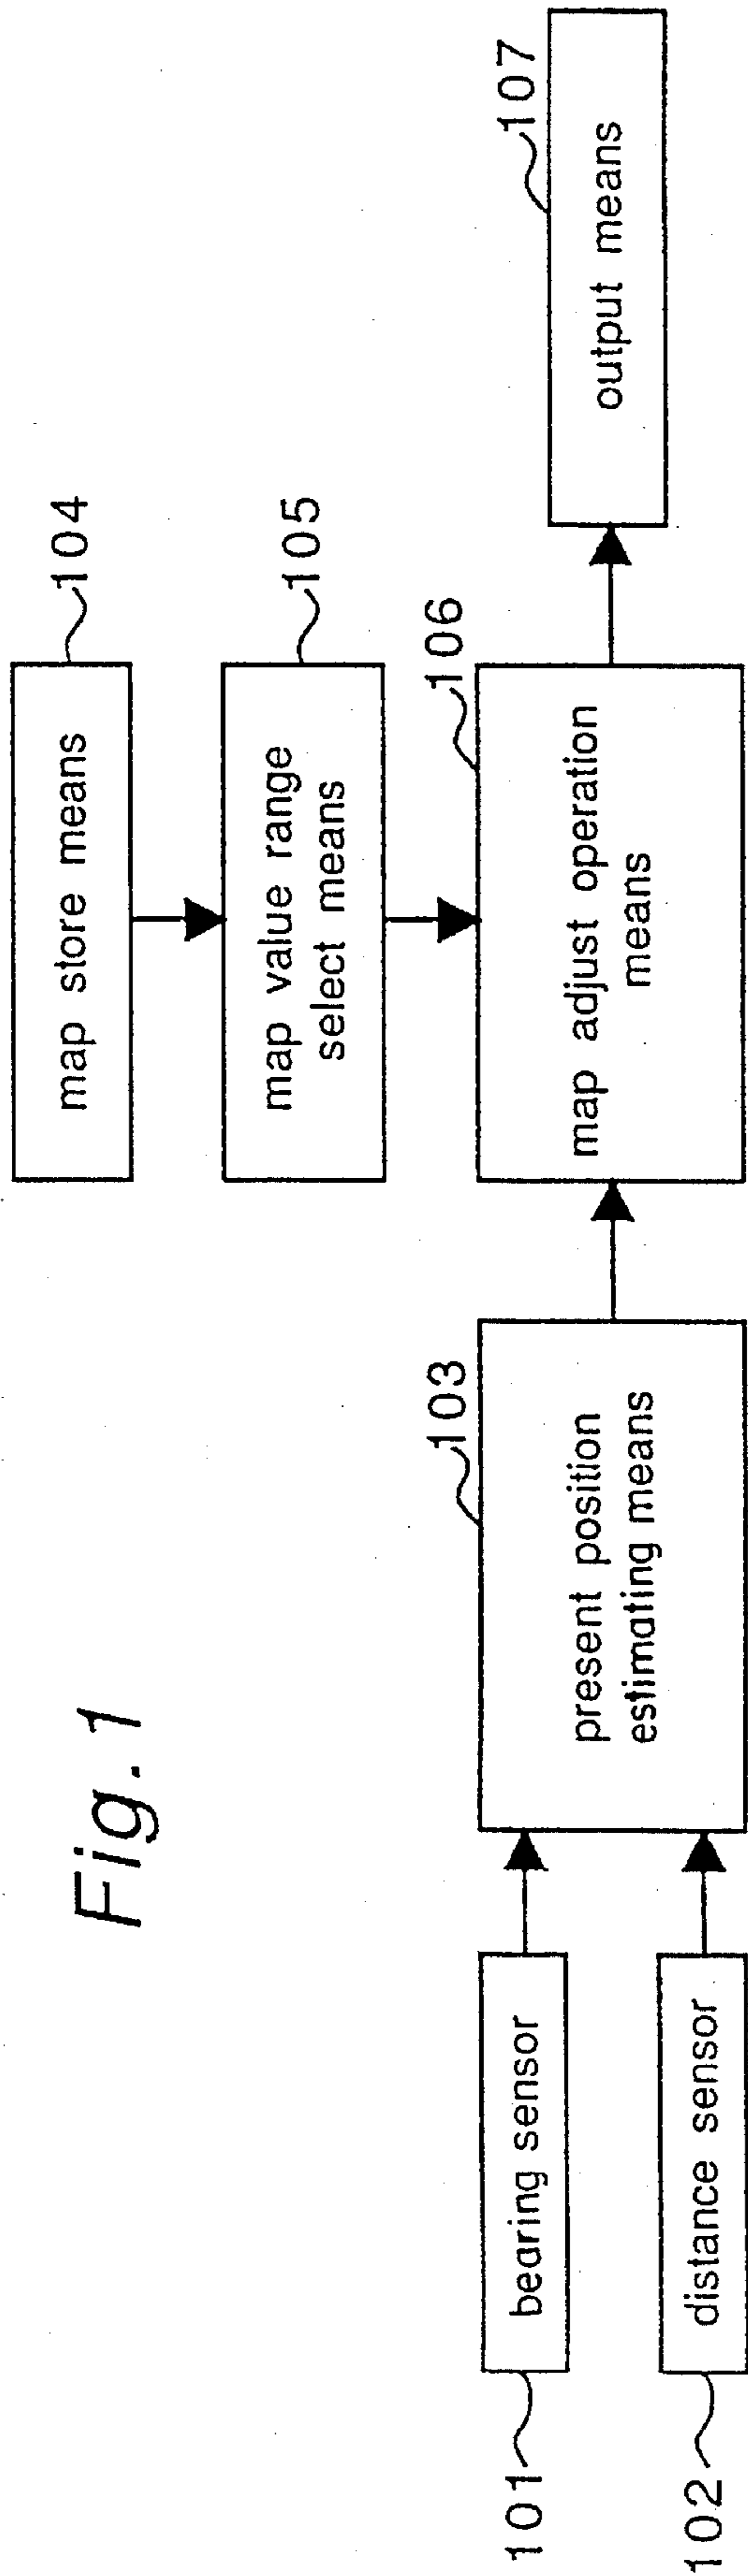 Fig.1
104
map store means
105
map value range
select means
101
bearing sensor
102
distance sensor
103
present position
estimating means
106
map adjust operation
means
107
output means